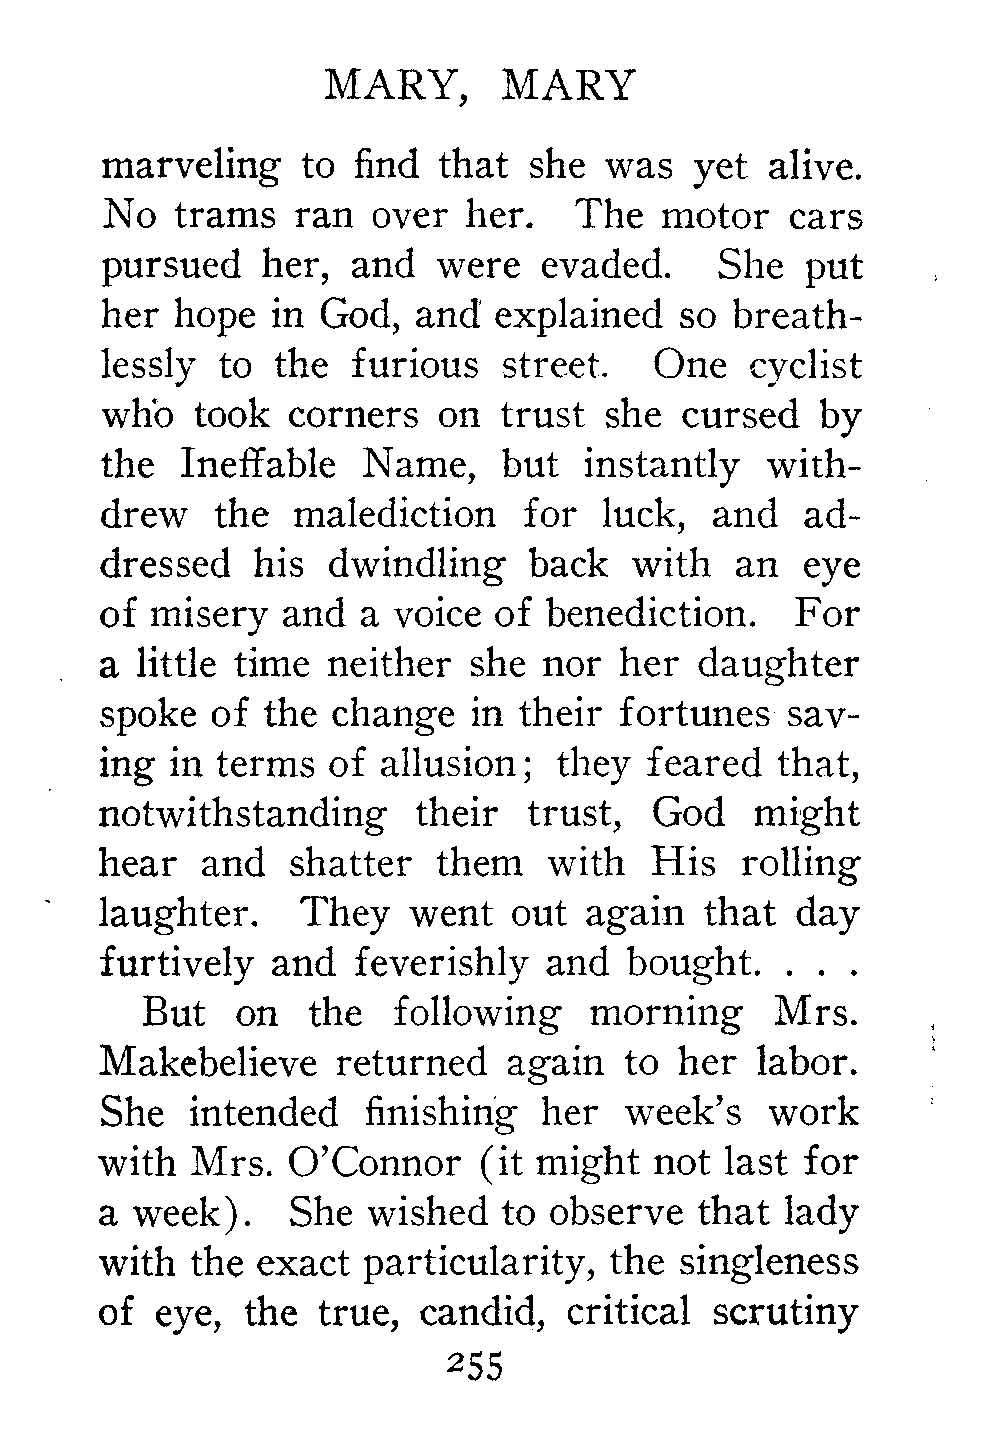 MARY, MARY
marveling to find that she was yet alive.
No trams ran over her. The motor cars
pursued her, and were evaded. She put
her hope in God, and explained so breath-
lessly to the furious street. One cyclist
who took corners on trust she cursed by
the Ineffable Name, but instantly with-
drew the malediction for luck, and ad-
dressed his dwindling back with an eye
of misery and a voice of benediction. For
a little time neither she nor her daughter
spoke of the change in their fortunes sav-
ing in terms of allusion; they feared that,
notwithstanding their trust, God might
hear and shatter them with His rolling
laughter. They went out again that day
furtively and feverishly and bought. . . .
But on the following morning Mrs.
Makebelieve returned again to her labor.
She intended finishing her week's work
with Mrs. O'Connor (it might not last for
a week). She wished to observe that lady
with the exact particularity, the singleness
of eye, the true, candid, critical scrutiny
255